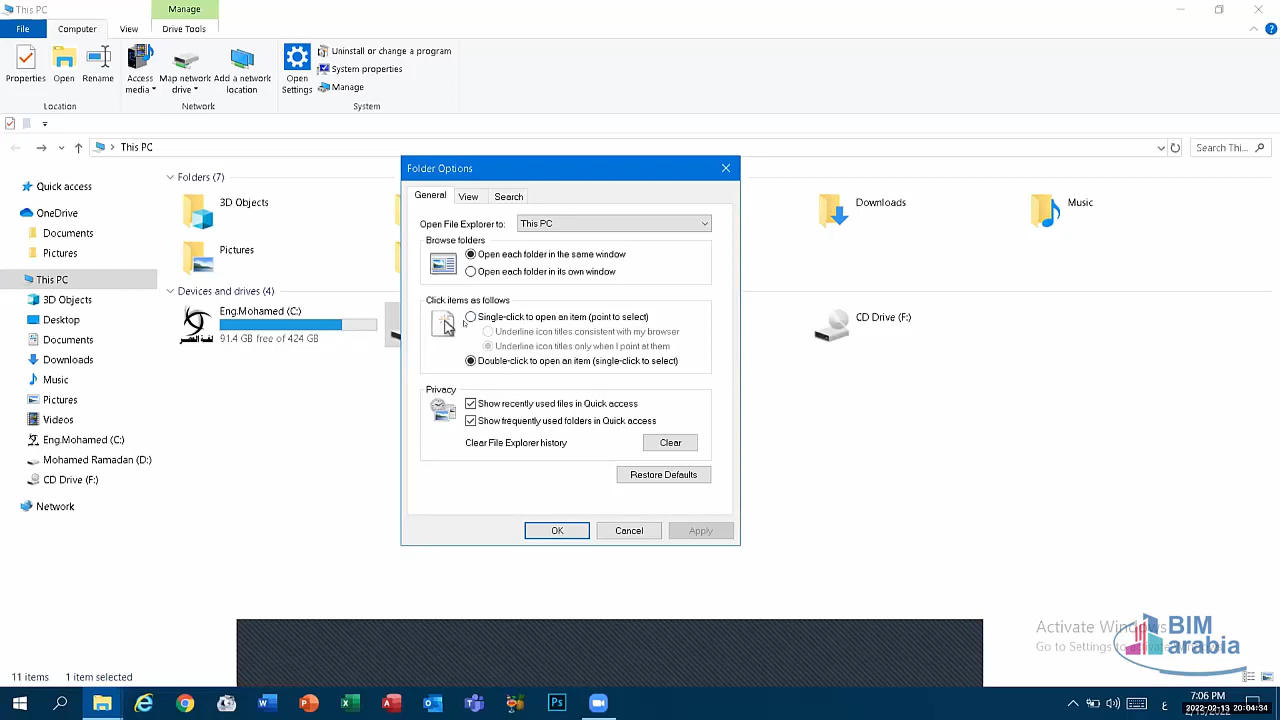 This PC
Manage
File
Computer
View
Drive Tools
Properties
Open
Rename
Access media
Map network drive
Add a network location
Open Settings
Uninstall or change a program
System properties
Manage
Location
Network
System
This PC
Search Thi...
Quick access
OneDrive
Documents
Pictures
This PC
3D Objects
Desktop
Documents
Downloads
Music
Pictures
Videos
Eng.Mohamed (C:)
Mohamed Ramadan (D:)
CD Drive (F:)
Network
Folders (7)
3D Objects
Downloads
Music
Pictures
Devices and drives (4)
Eng.Mohamed (C:)
91.4 GB free of 424 GB
CD Drive (F:)
Folder Options
General
View
Search
Open File Explorer to:
This PC
Browse folders
Open each folder in the same window
Open each folder in its own window
Click items as follows
Single-click to open an item (point to select)
Underline icon titles consistent with my browser
Underline icon titles only when I point at them
Double-click to open an item (single-click to select)
Privacy
Show recently used files in Quick access
Show frequently used folders in Quick access
Clear File Explorer history
Clear
Restore Defaults
OK
Cancel
Apply
Activate Windows
Go to Settings to
BIM
arabia
11 items
1 item selected
7:06 PM
2022-02-13 20:04:34
ع